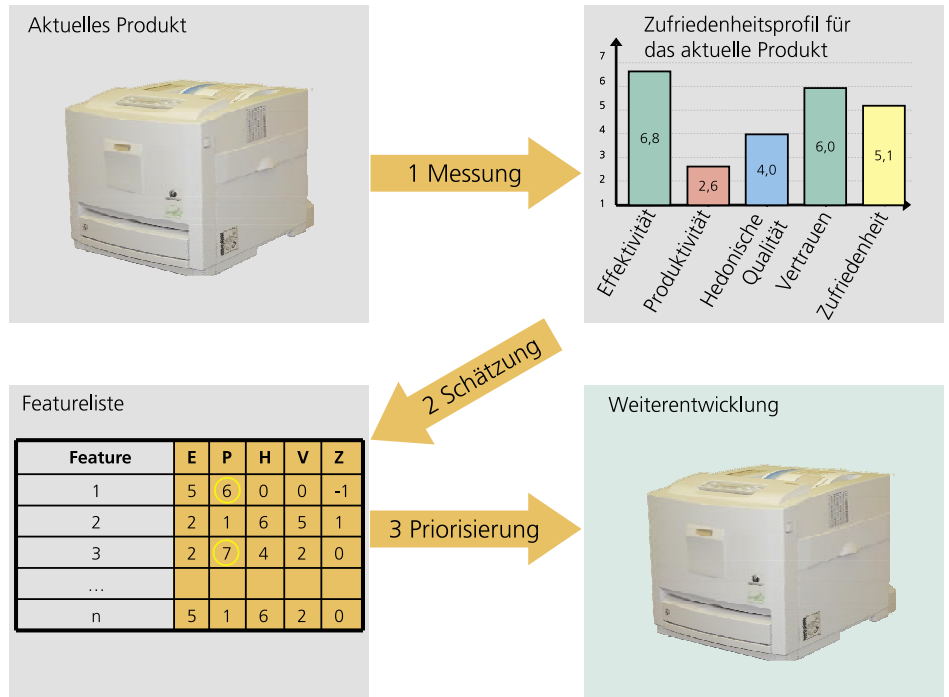 Aktuelles Produkt
1 Messung
Zufriedenheitsprofil für
das aktuelle Produkt
7
6
5
4
3
2
1
6,8
2,6
4,0
6,0
5,1
Effektivität
Produktivität
Hedonische
Qualität
Vertrauen
Zufriedenheit
2 Schätzung
Featureliste
Feature E P H V Z
1 5 6 0 0 -1
2 2 1 6 5 1
3 2 7 4 2 0
...
n 5 1 6 2 0
3 Priorisierung
Weiterentwicklung